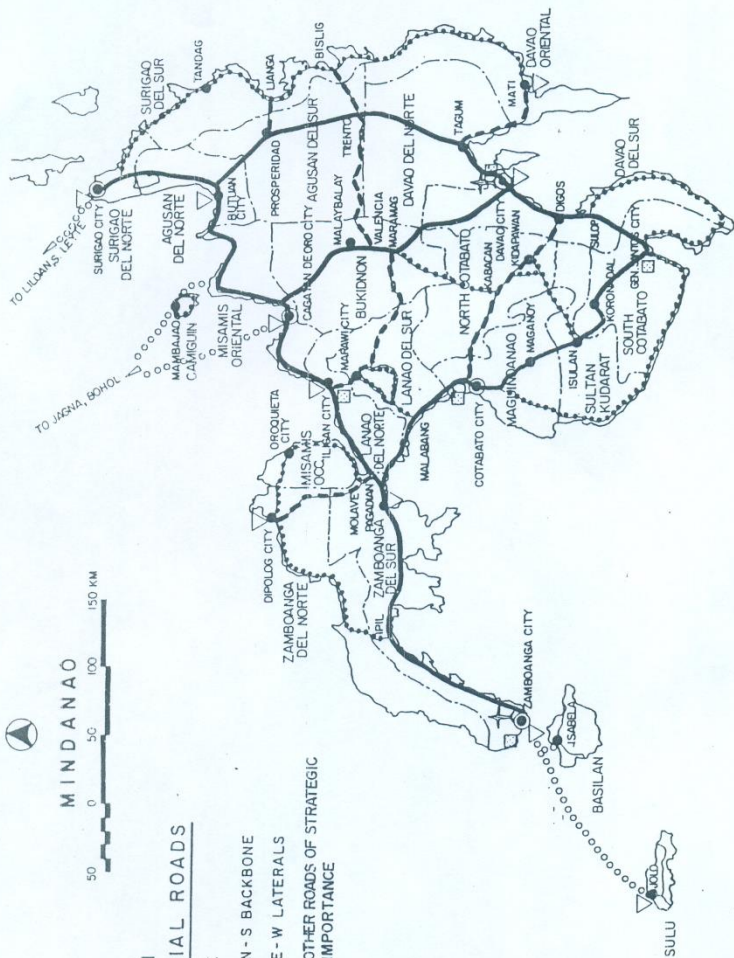 MINDANAO
50 0 50 100 150 KM
IAL ROADS
N-S BACKBONE
E-W LATERALS
OTHER ROADS OF STRATEGIC
IMPORTANCE
TO LILOAN, S. LEYTE
SURIGAO CITY
SURIGAO
DEL NORTE
SURIGAO
DEL SUR
TANDAG
TO JAGNA, BOHOL
MAMBAJAO
CAMIGUIN
AGUSAN
DEL NORTE
BUTUAN
CITY
LIANGA
PROSPERIDAD
AGUSAN DEL SUR
BISLIG
MISAMIS
ORIENTAL
CAGAYAN DE ORO CITY
MALAYBALAY
TRENTO
BUKIDNON
VALENCIA
MARAMAG
DAVAO DEL NORTE
OROQUIETA
CITY
MISAMIS
OCC.
DIPOLOG CITY
ILIGAN CITY
MARAWI CITY
LANAO
DEL NORTE
LANAO DEL SUR
ZAMBOANGA
DEL NORTE
MOLAVE
PAGADIAN
ZAMBOANGA
DEL SUR
MALABANG
TAGUM
MATI
DAVAO
ORIENTAL
NORTH COTABATO
KABACAN
DAVAO CITY
KIDAPAWAN
IPIL
COTABATO CITY
MAGUINDANAO
MAGANOY
DIGOS
DAVAO
DEL SUR
SULOP
ISULAN
SULTAN
KUDARAT
KORONADAL
SOUTH
COTABATO
GEN. SANTOS CITY
ZAMBOANGA CITY
ISABELA
BASILAN
JOLO
SULU